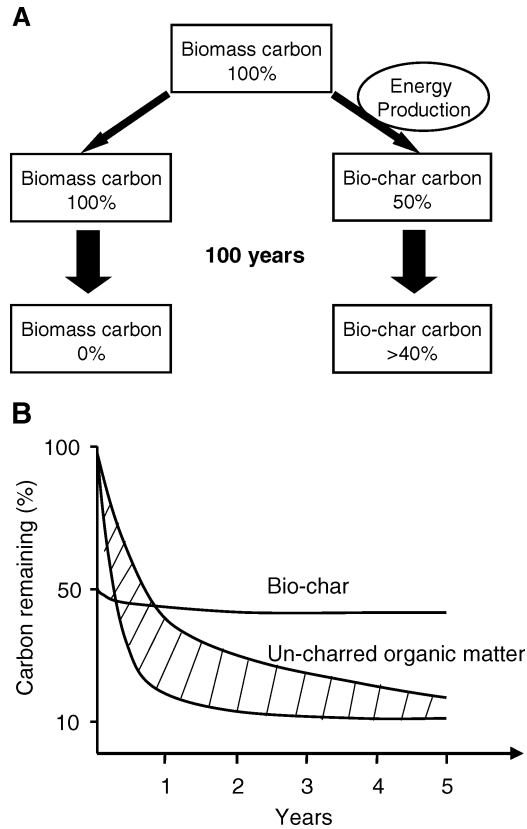 A
Biomass carbon
100%
Energy
Production
Biomass carbon
100%
Bio-char carbon
50%
100 years
Biomass carbon
0%
Bio-char carbon
>40%
B
100
50
10
Carbon remaining (%)
Bio-char
Un-charred organic matter
1 2 3 4 5
Years